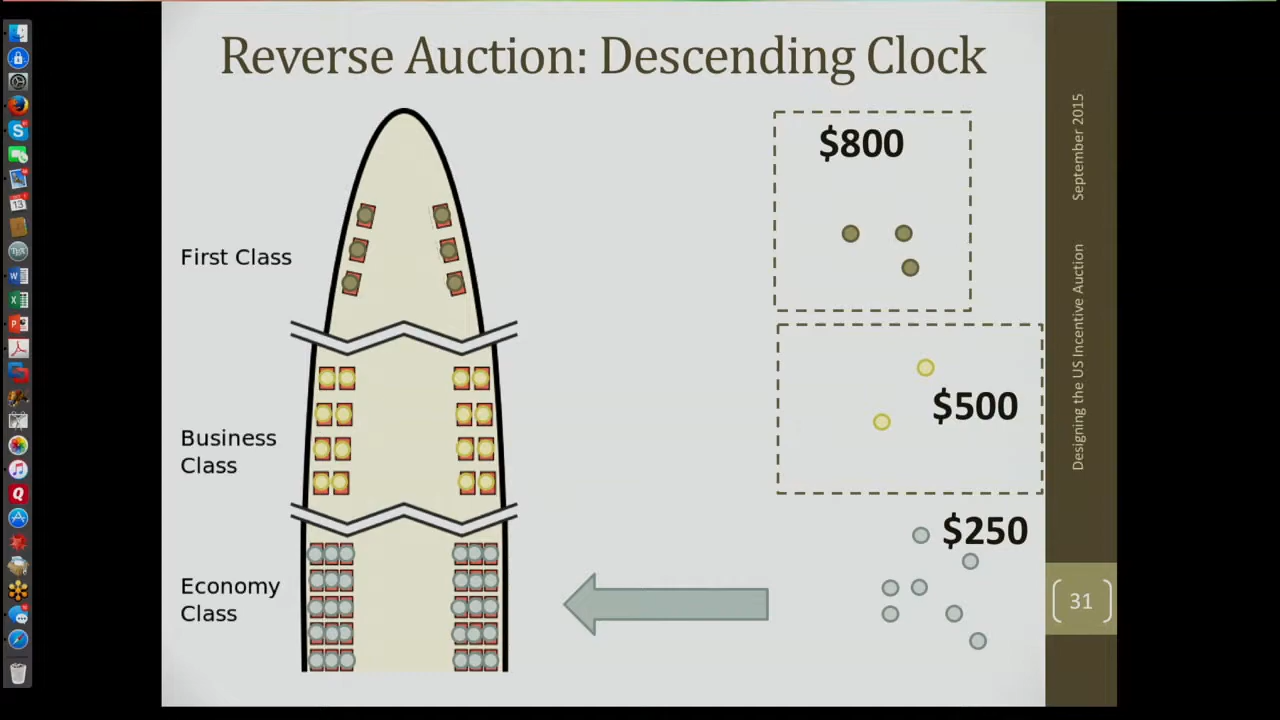 Reverse Auction: Descending Clock
First Class
Business
Class
Economy
Class
$800
$500
$250
September 2015
Designing the US Incentive Auction
31